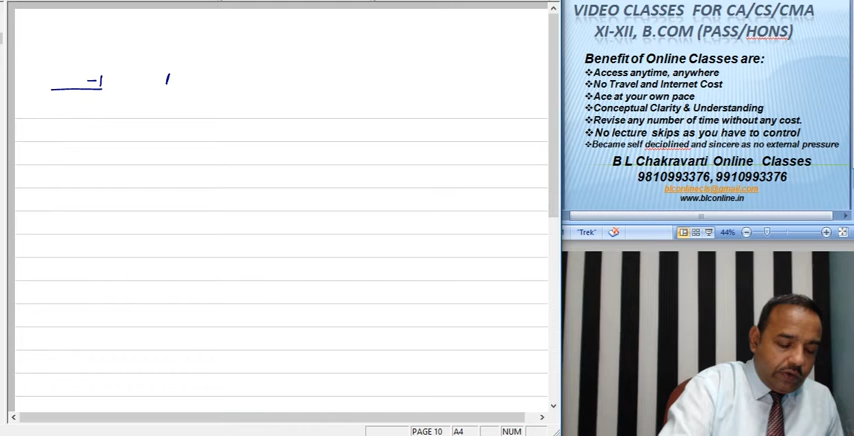 -1 1
VIDEO CLASSES FOR CA/CS/CMA
XI-XII, B.COM (PASS/HONS)
Benefit of Online Classes are:
❖Access anytime, anywhere
❖No Travel and Internet Cost
❖Ace at your own pace
❖Conceptual Clarity & Understanding
❖Revise any number of time without any cost.
❖No lecture skips as you have to control
❖Became self deciplined and sincere as no external pressure
B L Chakravarti Online Classes
9810993376, 9910993376
www.blconline.in
"Trek"
44%
PAGE 10 A4 NUM